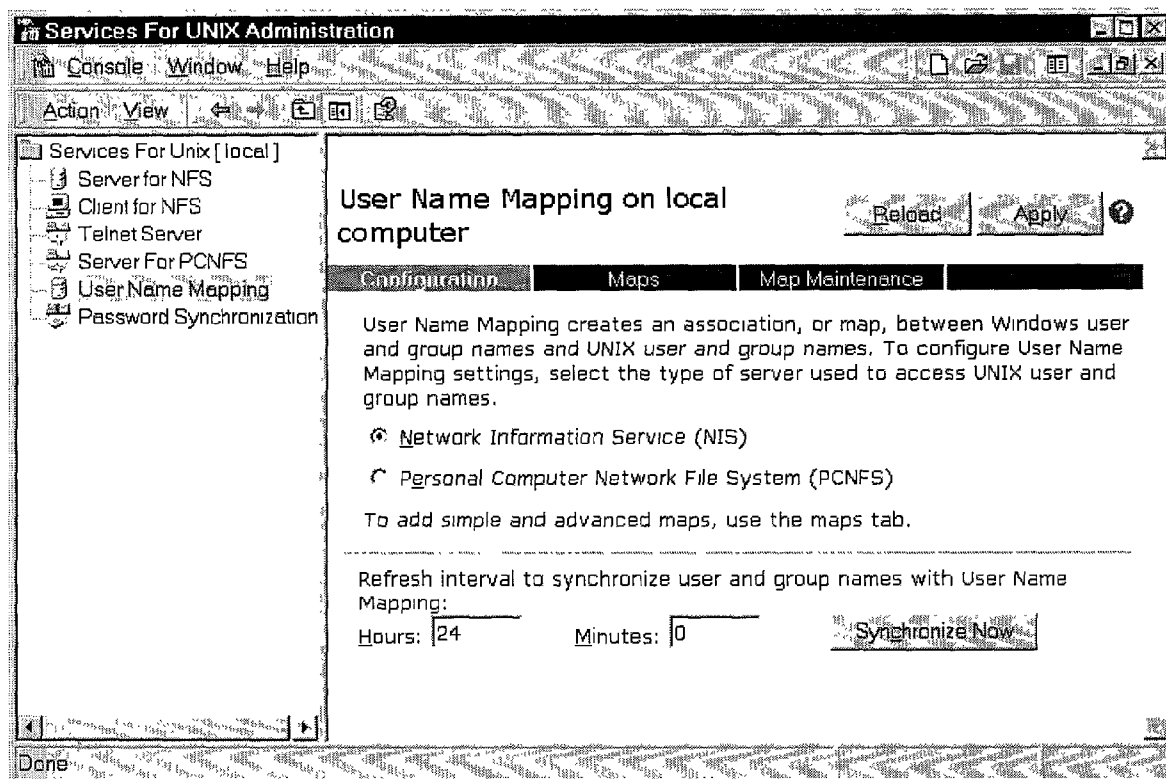 Services For UNIX Administration
Console Window Help
Action View
Services For Unix [local]
Server for NFS
Client for NFS
Telnet Server
Server For PCNFS
User Name Mapping
Password Synchronization
User Name Mapping on local
computer
Reload Apply
Configuration Maps Map Maintenance
User Name Mapping creates an association, or map, between Windows user
and group names and UNIX user and group names. To configure User Name
Mapping settings, select the type of server used to access UNIX user and
group names.
Network Information Service (NIS)
Personal Computer Network File System (PCNFS)
To add simple and advanced maps, use the maps tab.
Refresh interval to synchronize user and group names with User Name
Mapping:
Hours: 24 Minutes: 0 Synchronize Now
Done